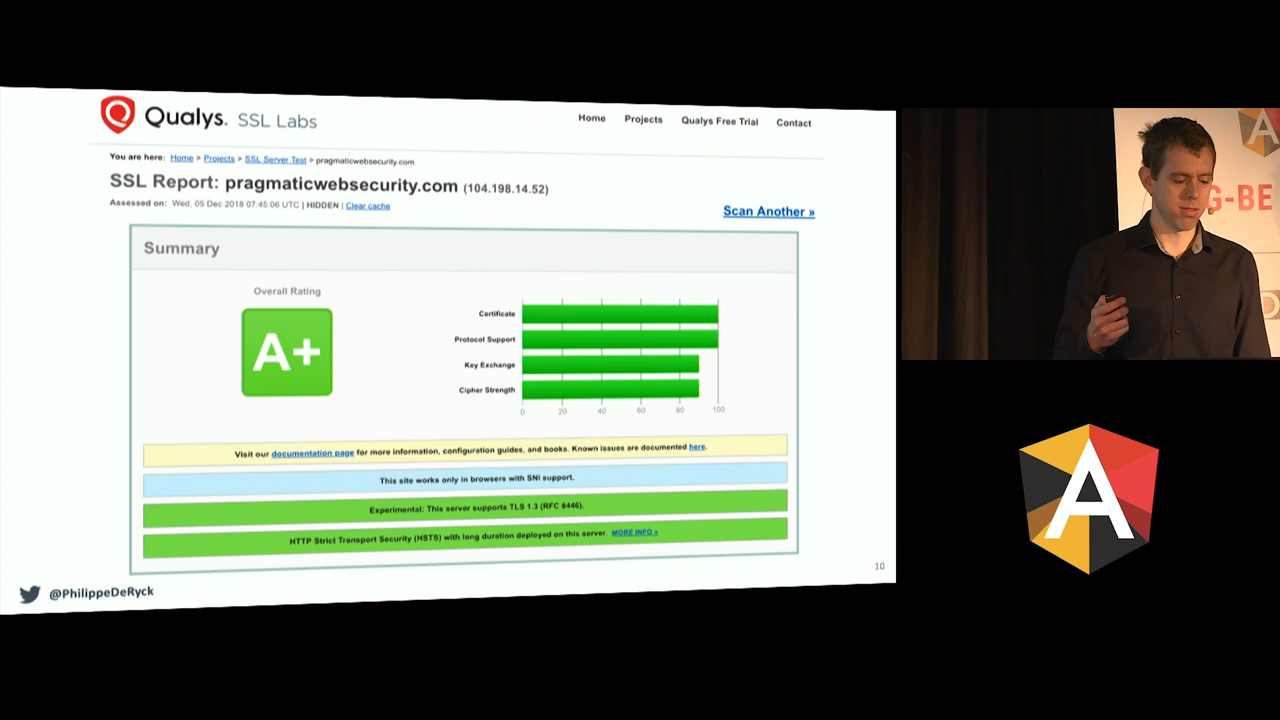 Qualys. SSL Labs
Home Projects Qualys Free Trial Contact
You are here: Home > Projects > SSL Server Test > pragmaticwebsecurity.com
SSL Report: pragmaticwebsecurity.com (104.198.14.52)
Assessed on: Wed, 05 Dec 2018 07:45:06 UTC | HIDDEN | Clear cache
Scan Another »
Summary
Overall Rating
A+
Certificate
Protocol Support
Key Exchange
Cipher Strength
0 20 40 60 80 100
Visit our documentation page for more information, configuration guides, and books. Known issues are documented here.
This site works only in browsers with SNI support.
Experimental: This server supports TLS 1.3 (RFC 8446).
HTTP Strict Transport Security (HSTS) with long duration deployed on this server. MORE INFO »
10
@PhilippeDeRyck
A
G-BE
A